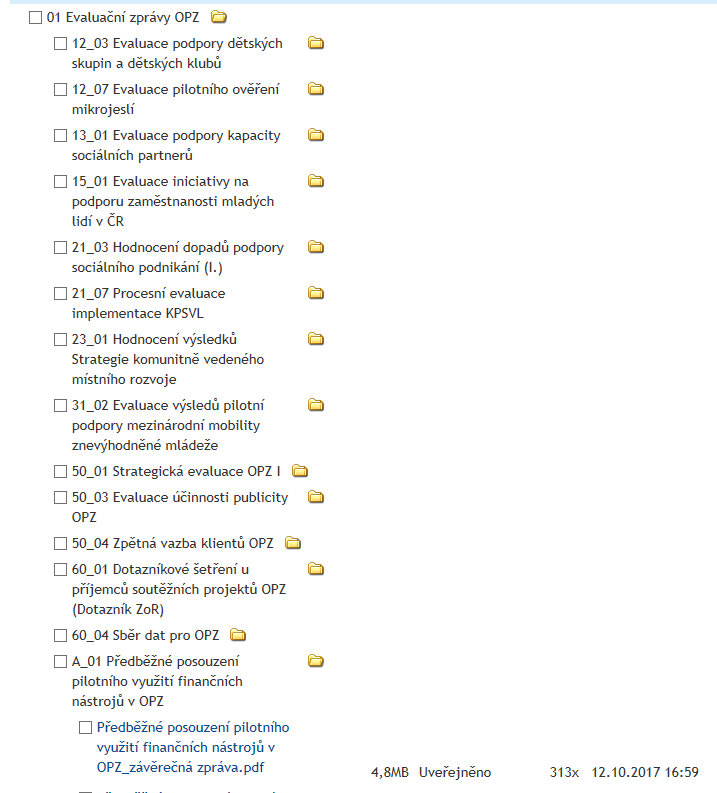 01 Evaluační zprávy OPZ
12_03 Evaluace podpory dětských
skupin a dětských klubů
12_07 Evaluace pilotního ověření
mikrojeslí
13_01 Evaluace podpory kapacity
sociálních partnerů
15_01 Evaluace iniciativy na
podporu zaměstnanosti mladých
lidí v ČR
21_03 Hodnocení dopadů podpory
sociálního podnikání (I.)
21_07 Procesní evaluace
implementace KPSVL
23_01 Hodnocení výsledků
Strategie komunitně vedeného
místního rozvoje
31_02 Evaluace výsledů pilotní
podpory mezinárodní mobility
znevýhodněné mládeže
50_01 Strategická evaluace OPZ I
50_03 Evaluace účinnosti publicity
OPZ
50_04 Zpětná vazba klientů OPZ
60_01 Dotazníkové šetření u
příjemců soutěžních projektů OPZ
(Dotazník ZoR)
60_04 Sběr dat pro OPZ
A_01 Předběžné posouzení
pilotního využití finančních
nástrojů v OPZ
Předběžné posouzení pilotního
využití finančních nástrojů v
OPZ_závěrečná zpráva.pdf
4,8MB Uveřejněno 313x 12.10.2017 16:59